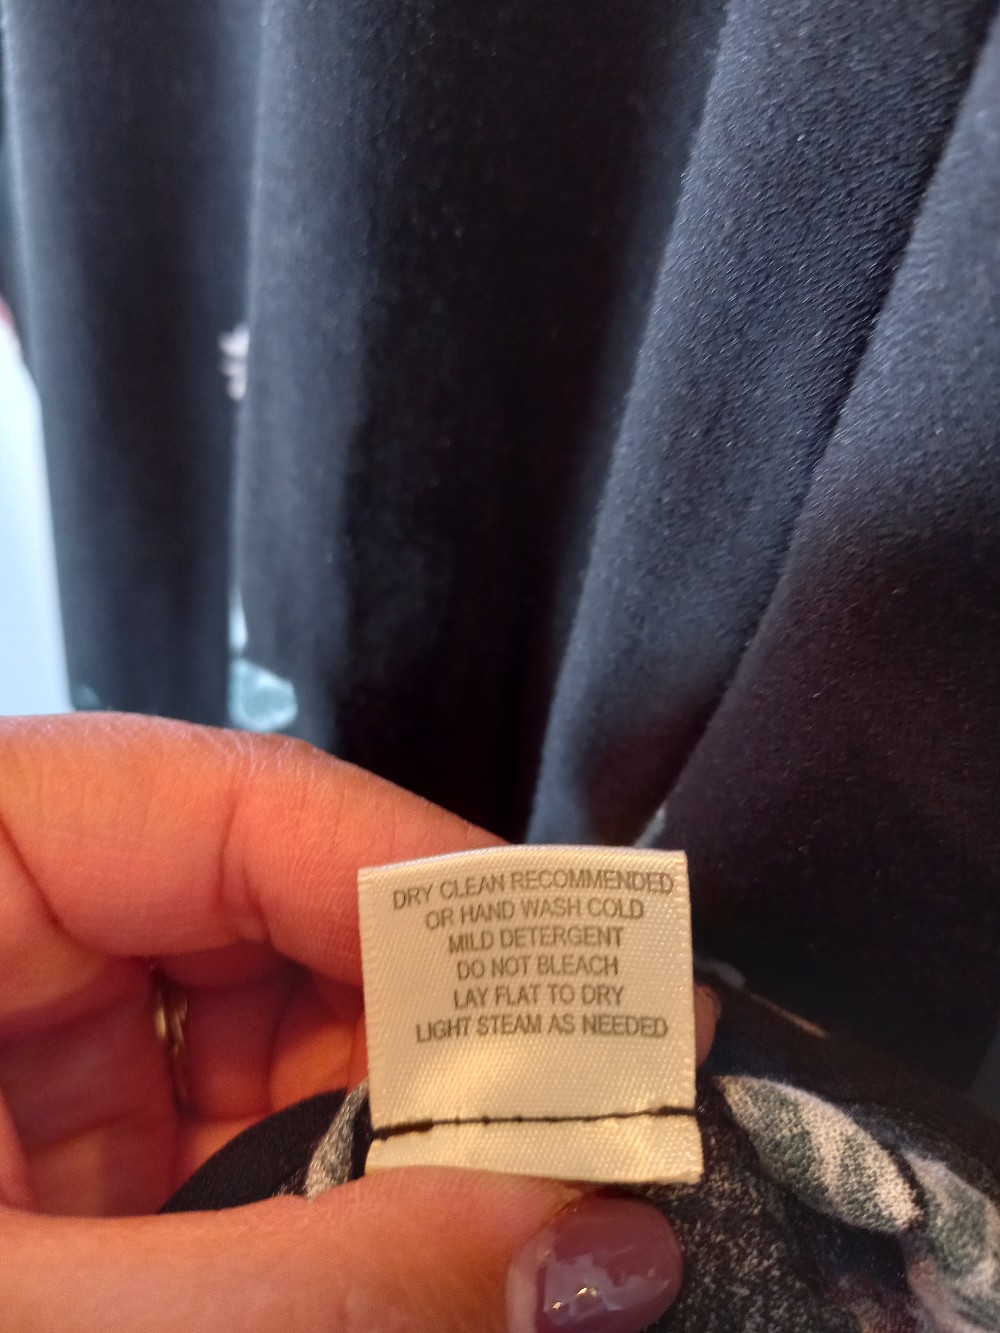 DRY CLEAN RECOMMENDED
OR HAND WASH COLD
MILD DETERGENT
DO NOT BLEACH
LAY FLAT TO DRY
LIGHT STEAM AS NEEDED